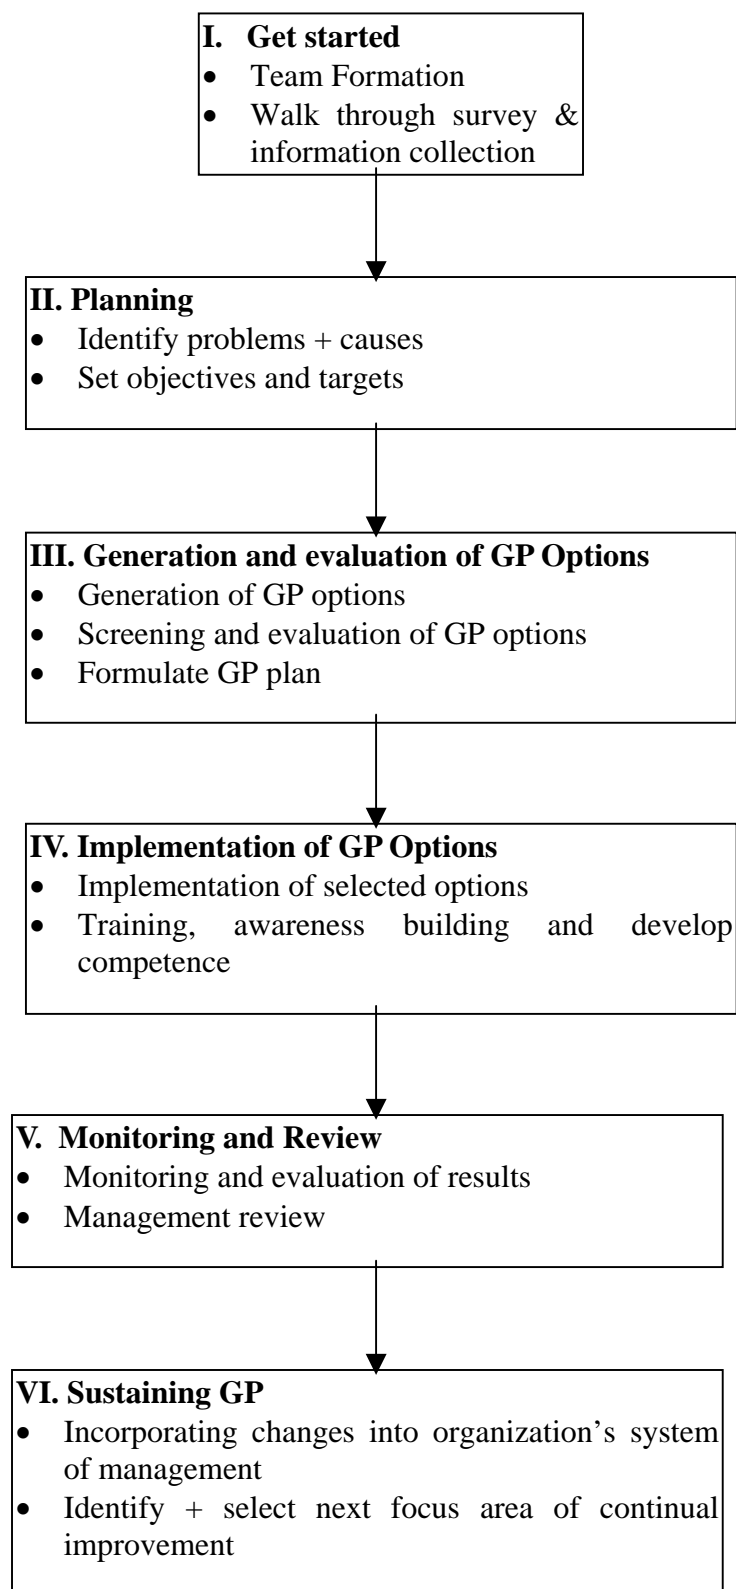 I. Get started
• Team Formation
• Walk through survey &
information collection
II. Planning
• Identify problems + causes
• Set objectives and targets
III. Generation and evaluation of GP Options
• Generation of GP options
• Screening and evaluation of GP options
• Formulate GP plan
IV. Implementation of GP Options
• Implementation of selected options
• Training, awareness building and develop
competence
V. Monitoring and Review
• Monitoring and evaluation of results
• Management review
VI. Sustaining GP
• Incorporating changes into organization’s system
of management
• Identify + select next focus area of continual
improvement